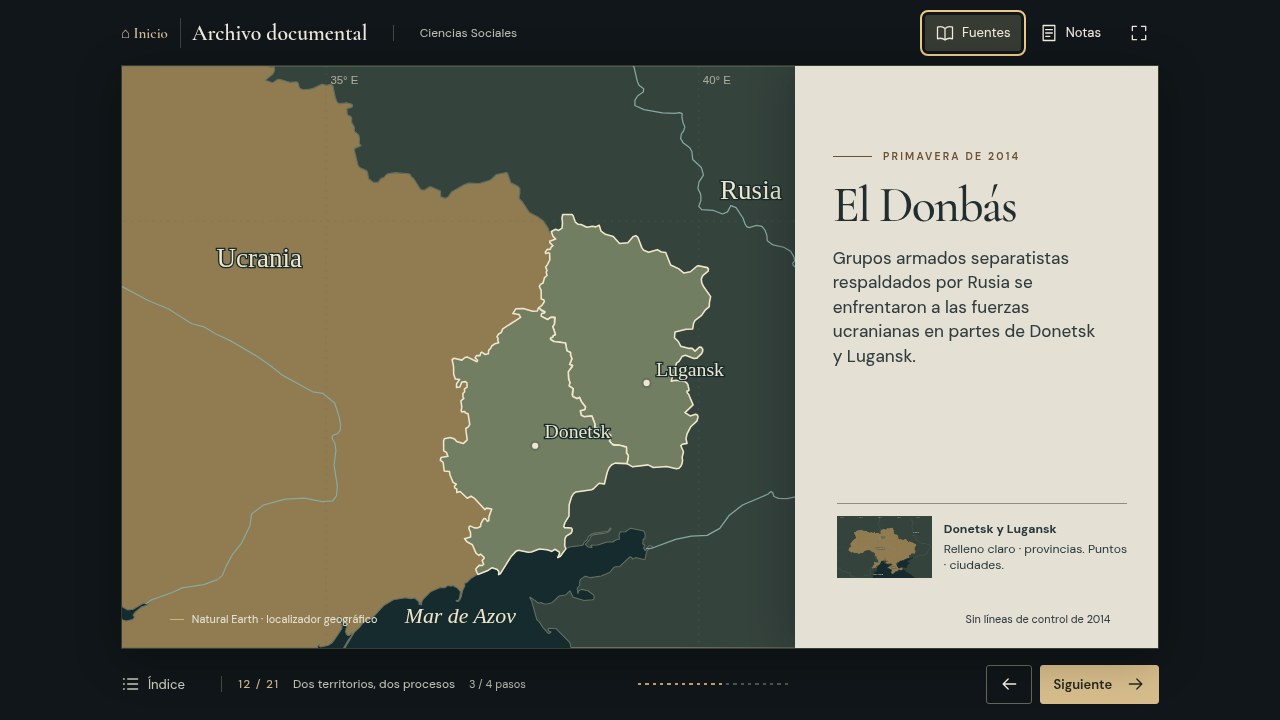 Inicio
Archivo documental
Ciencias Sociales
Fuentes
Notas
35° E
40° E
Rusia
Ucrania
Lugansk
Donetsk
Mar de Azov
Natural Earth · localizador geográfico
PRIMAVERA DE 2014
El Donbás
Grupos armados separatistas
respaldados por Rusia se
enfrentaron a las fuerzas
ucranianas en partes de Donetsk
y Lugansk.
Donetsk y Lugansk
Relleno claro · provincias. Puntos
· ciudades.
Sin líneas de control de 2014
Índice
12 / 21
Dos territorios, dos procesos
3 / 4 pasos
Siguiente